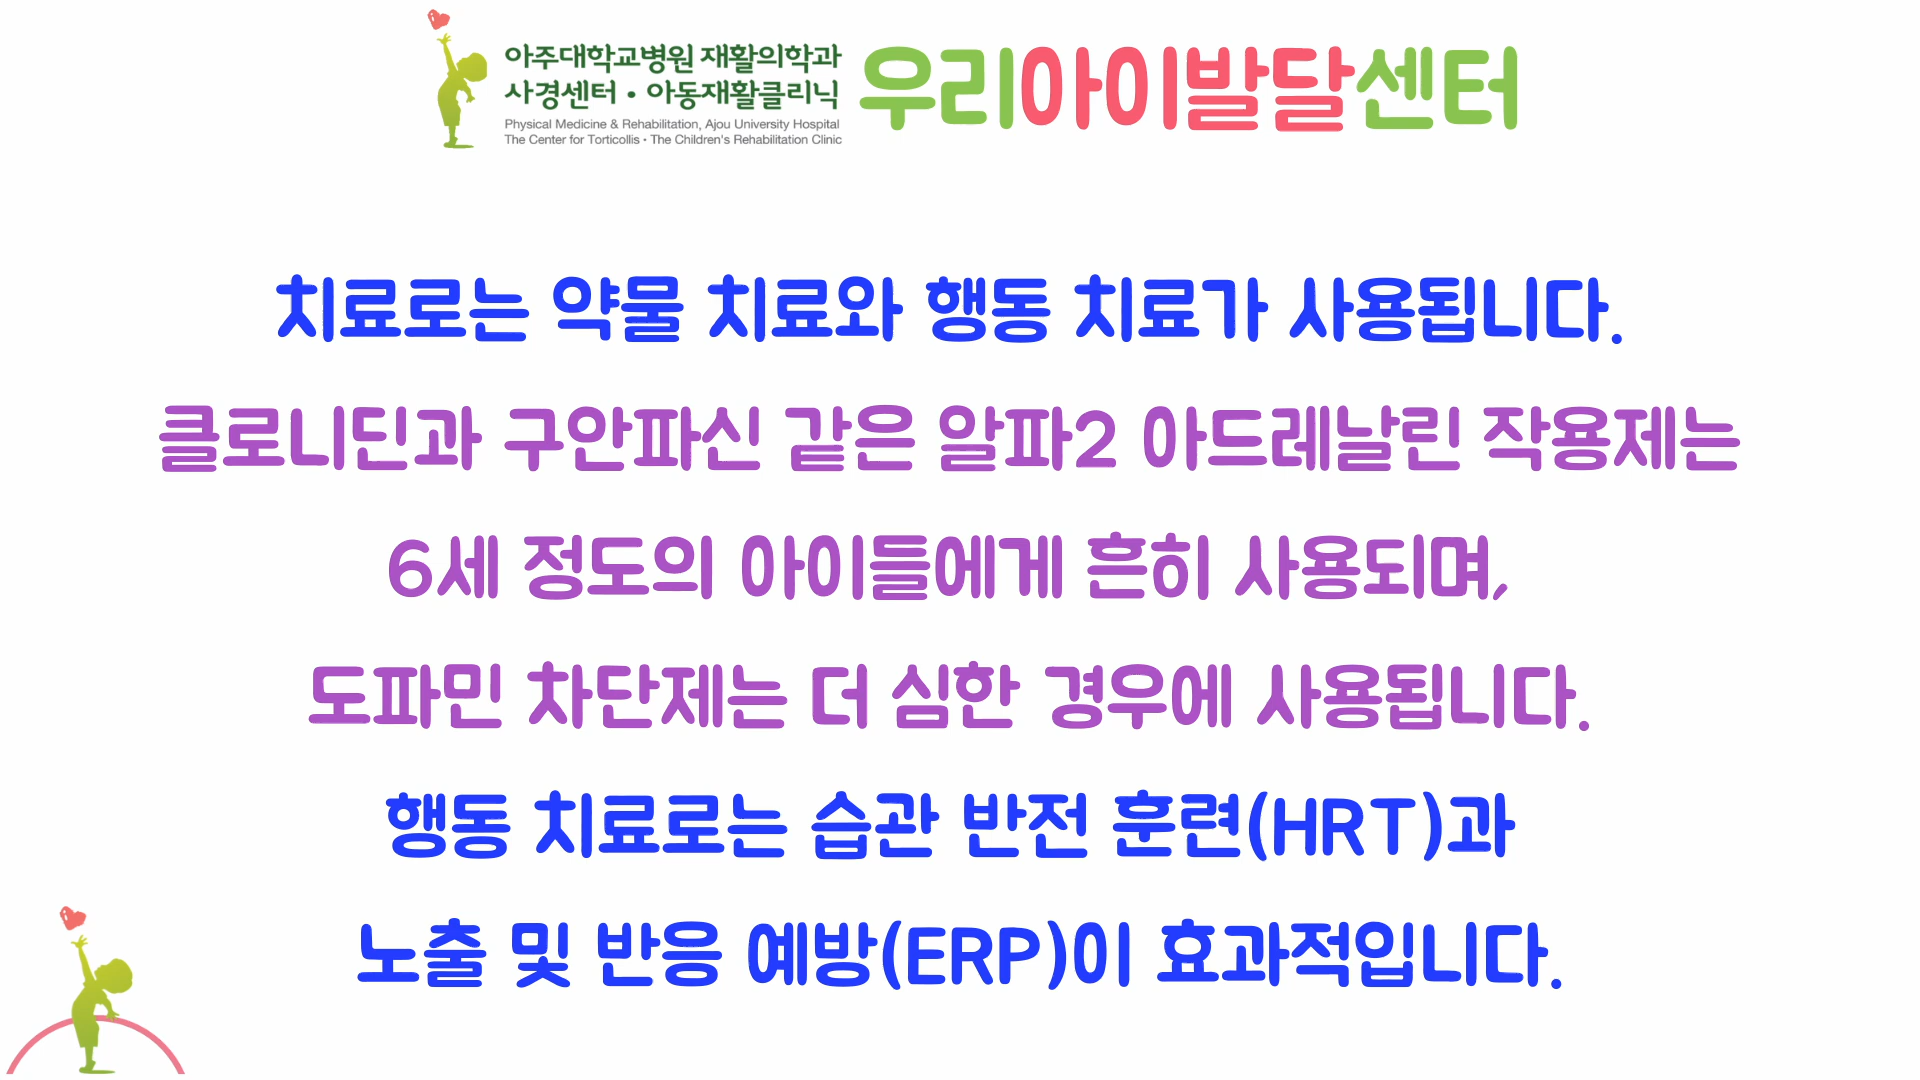 아주대학교병원 재활의학과
사경센터 • 아동재활클리닉
Physical Medicine & Rehabilitation, Ajou University Hospital
The Center for Torticollis • The Children's Rehabilitation Clinic
우리아이발달센터
치료로는 약물 치료와 행동 치료가 사용됩니다.
클로니딘과 구안파신 같은 알파2 아드레날린 작용제는
6세 정도의 아이들에게 흔히 사용되며,
도파민 차단제는 더 심한 경우에 사용됩니다.
행동 치료로는 습관 반전 훈련(HRT)과
노출 및 반응 예방(ERP)이 효과적입니다.